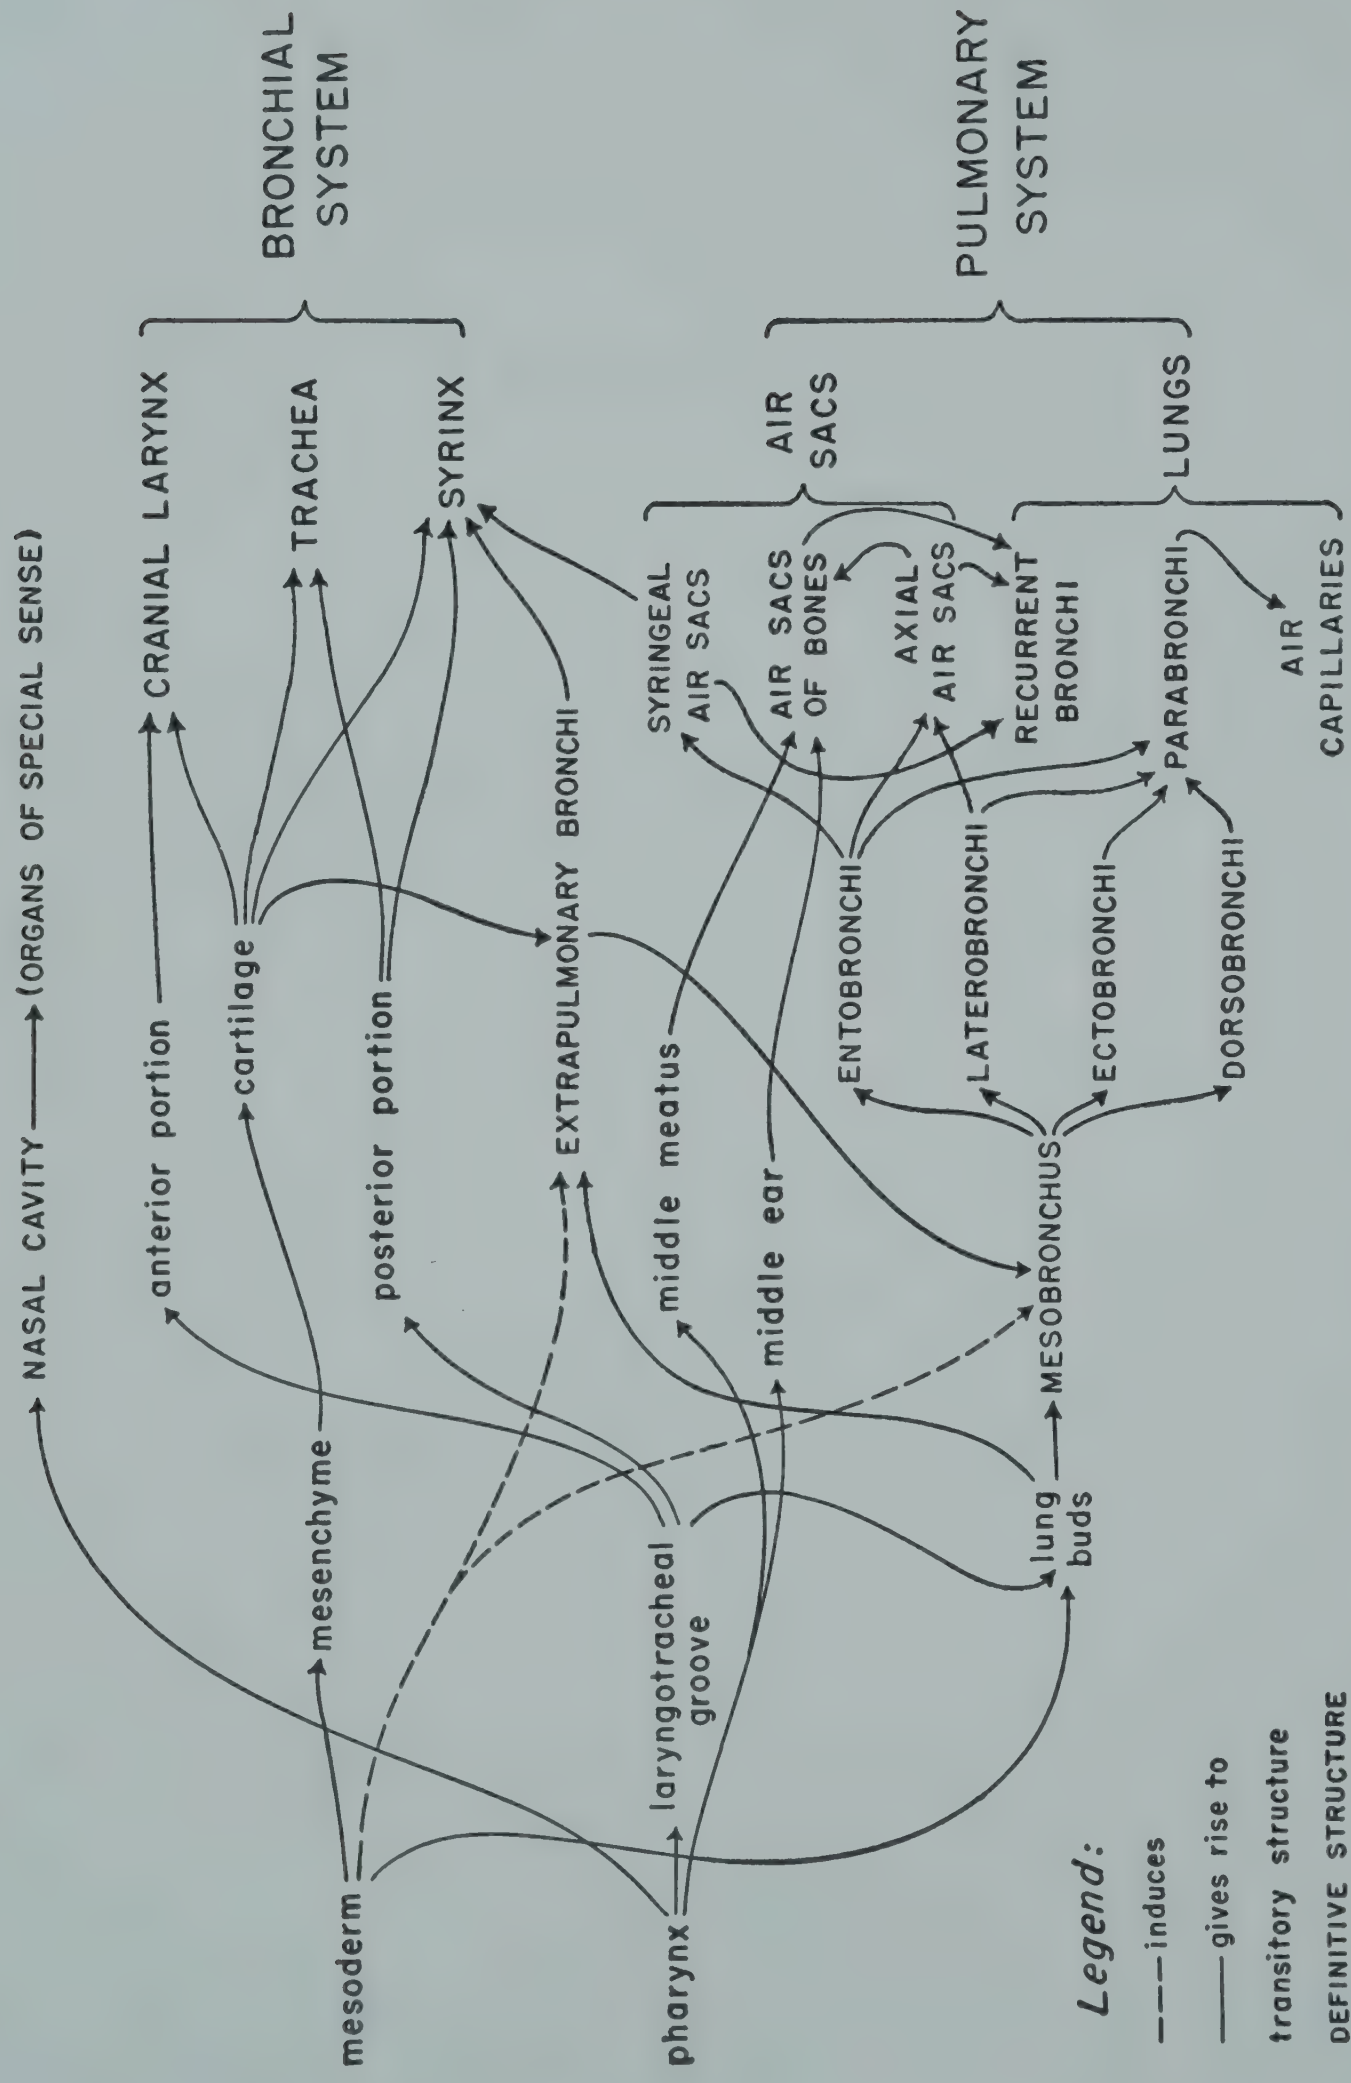 NASAL CAVITY
(ORGANS OF SPECIAL SENSE)
anterior portion
CRANIAL LARYNX
cartilage
TRACHEA
BRONCHIAL
SYSTEM
mesoderm
mesenchyme
posterior portion
SYRINX
EXTRAPULMONARY BRONCHI
pharynx
laryngotracheal
groove
middle meatus
middle ear
SYRINGEAL
AIR SACS
AIR SACS
OF BONES
AIR
SACS
ENTOBRONCHI
AXIAL
AIR SACS
LATEROBRONCHI
RECURRENT
BRONCHI
PULMONARY
SYSTEM
lung
buds
MESOBRONCHUS
ECTOBRONCHI
PARABRONCHI
LUNGS
DORSOBRONCHI
AIR
CAPILLARIES
Legend:
induces
gives rise to
transitory structure
DEFINITIVE STRUCTURE